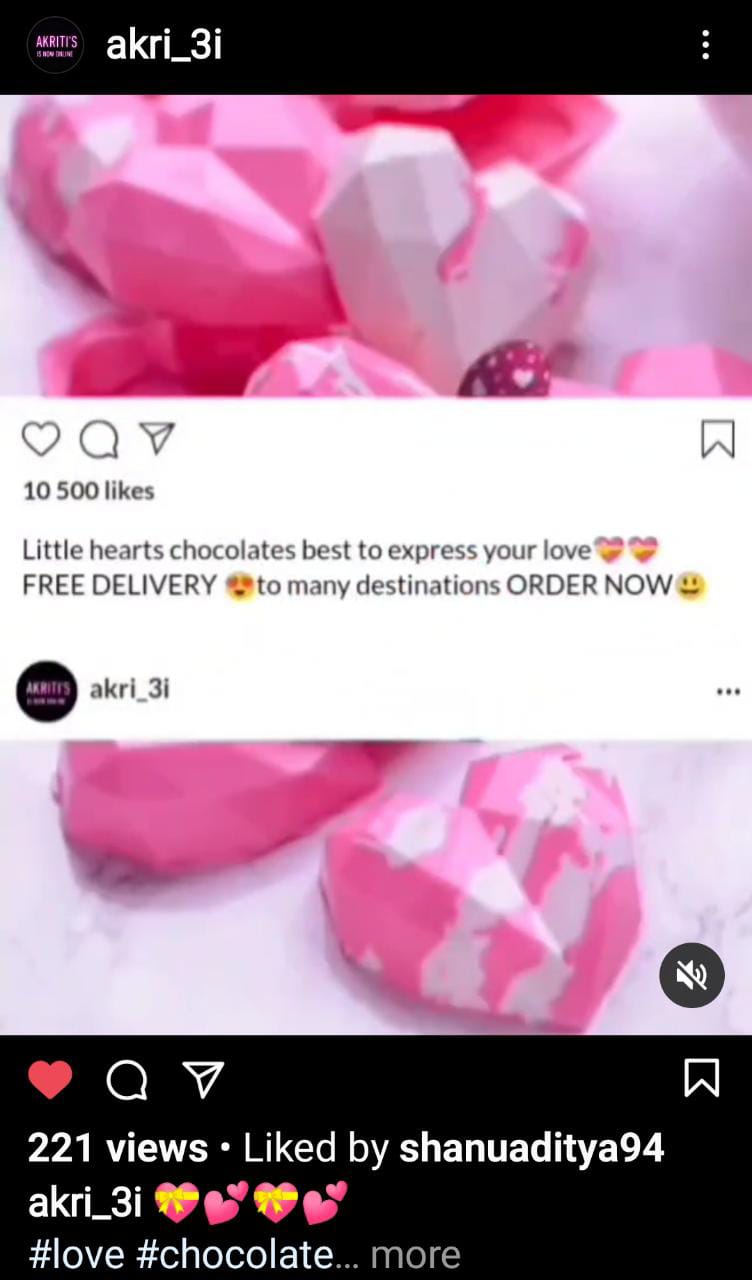 AKRITI'S
IS NOW ONLINE
akri_3i
10 500 likes
Little hearts chocolates best to express your love💝💝
FREE DELIVERY 😍to many destinations ORDER NOW😃
AKRITI'S
akri_3i
221 views • Liked by shanuaditya94
akri_3i 💝💕💝💕
#love #chocolate... more